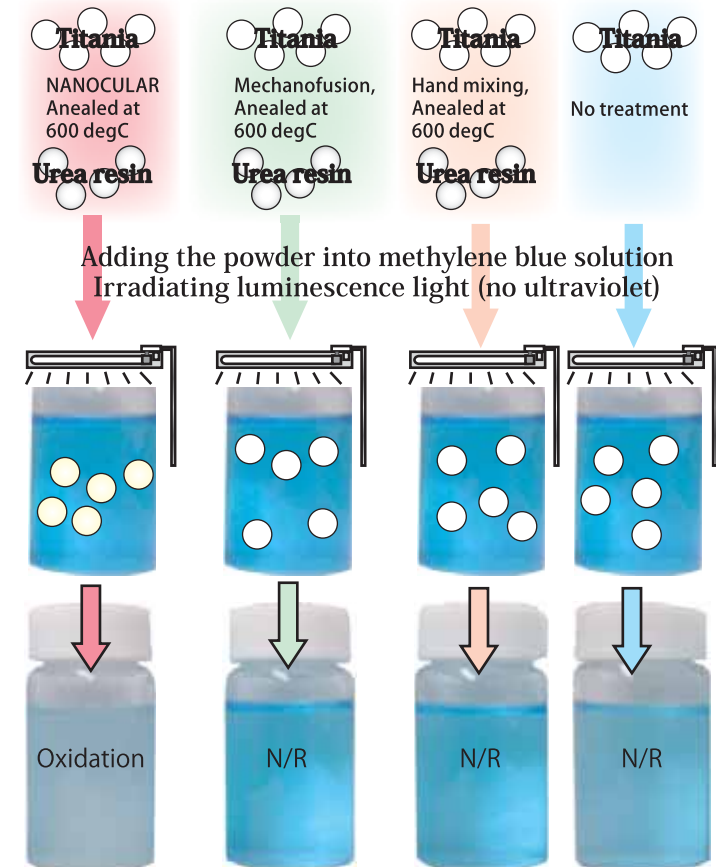 Titania
NANOCULAR
Anealed at
600 degC
Urea resin
Titania
Mechanofusion,
Anealed at
600 degC
Urea resin
Titania
Hand mixing,
Anealed at
600 degC
Urea resin
Titania
No treatment
Adding the powder into methylene blue solution
Irradiating luminescence light (no ultraviolet)
Oxidation
N/R
N/R
N/R